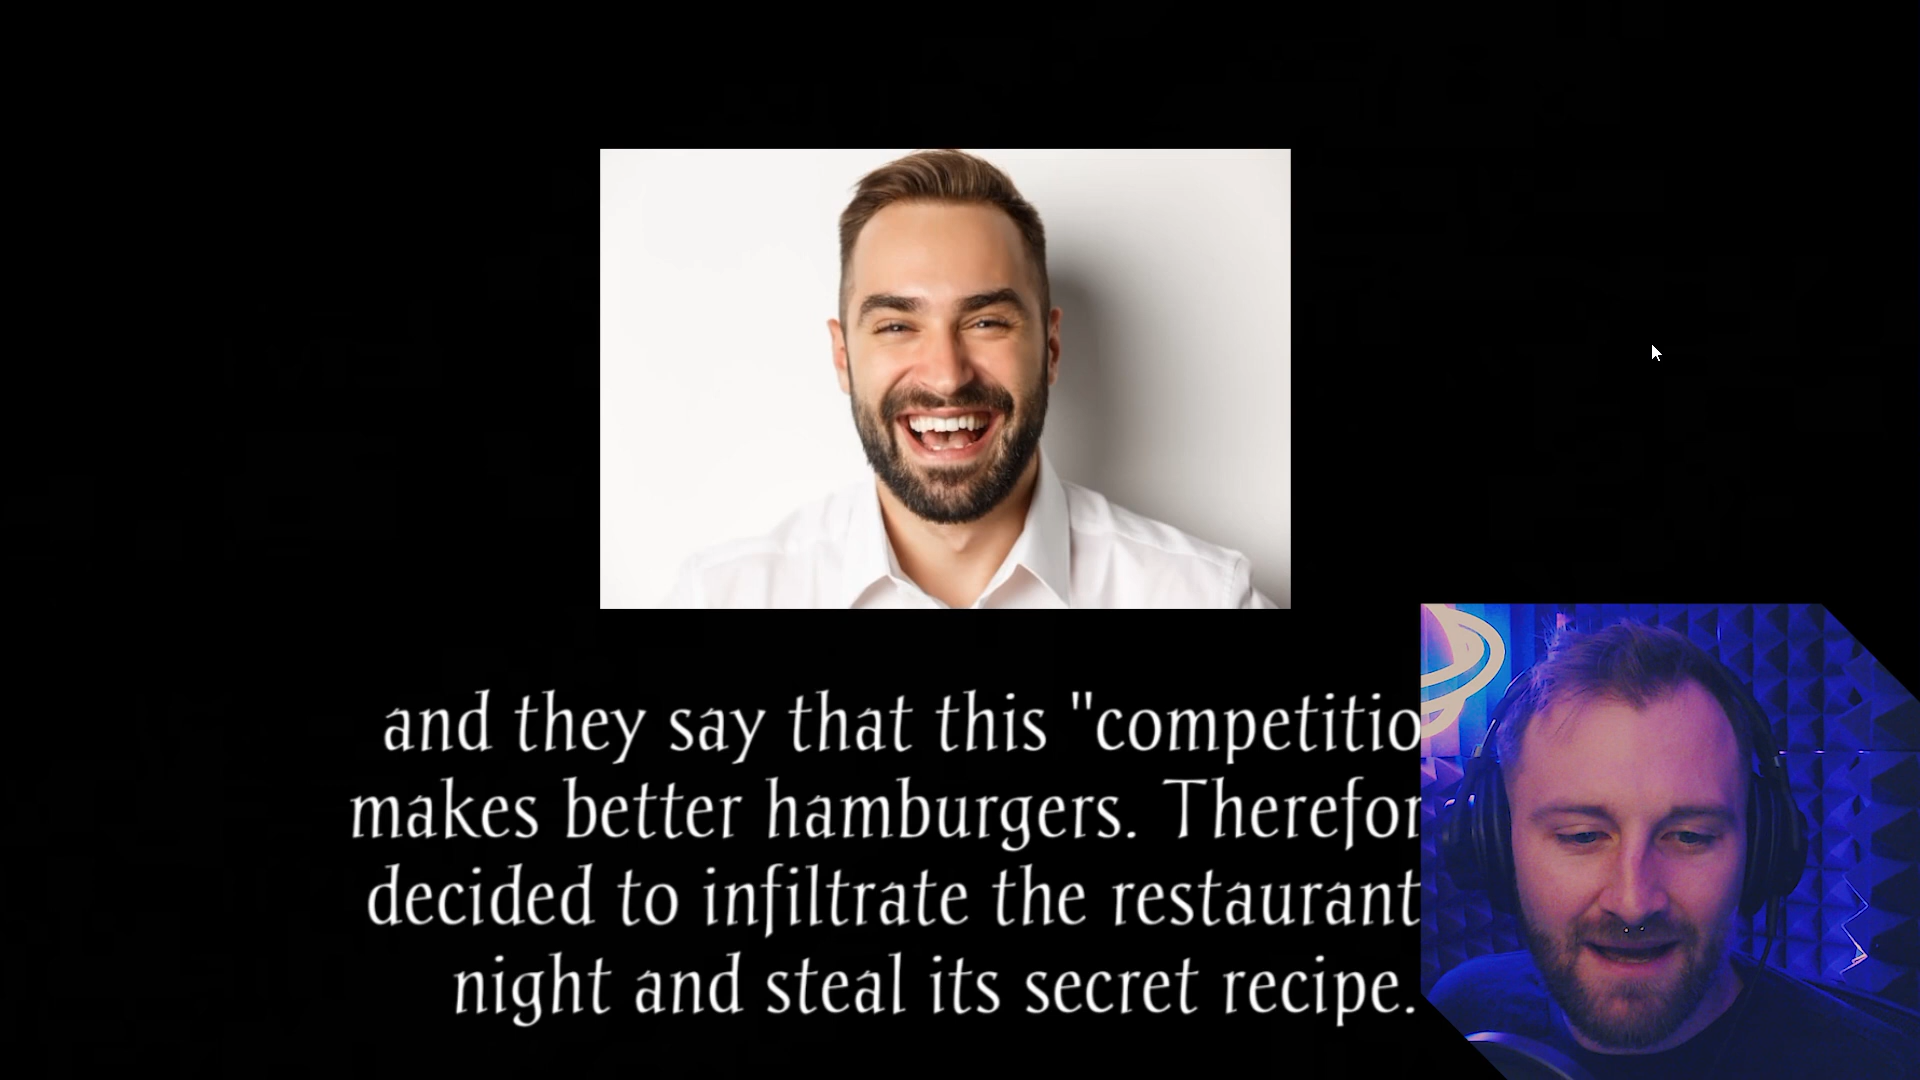 and they say that this "competitio
makes better hamburgers. Therefor
decided to infiltrate the restaurant
night and steal its secret recipe.